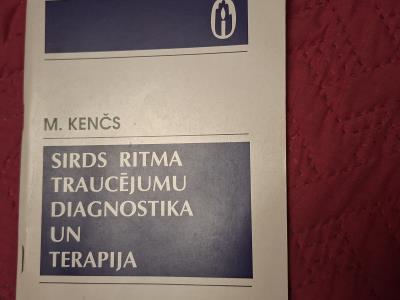 M. KENČS
SIRDS RITMA
TRAUCĒJUMU
DIAGNOSTIKA
UN
TERAPIJA